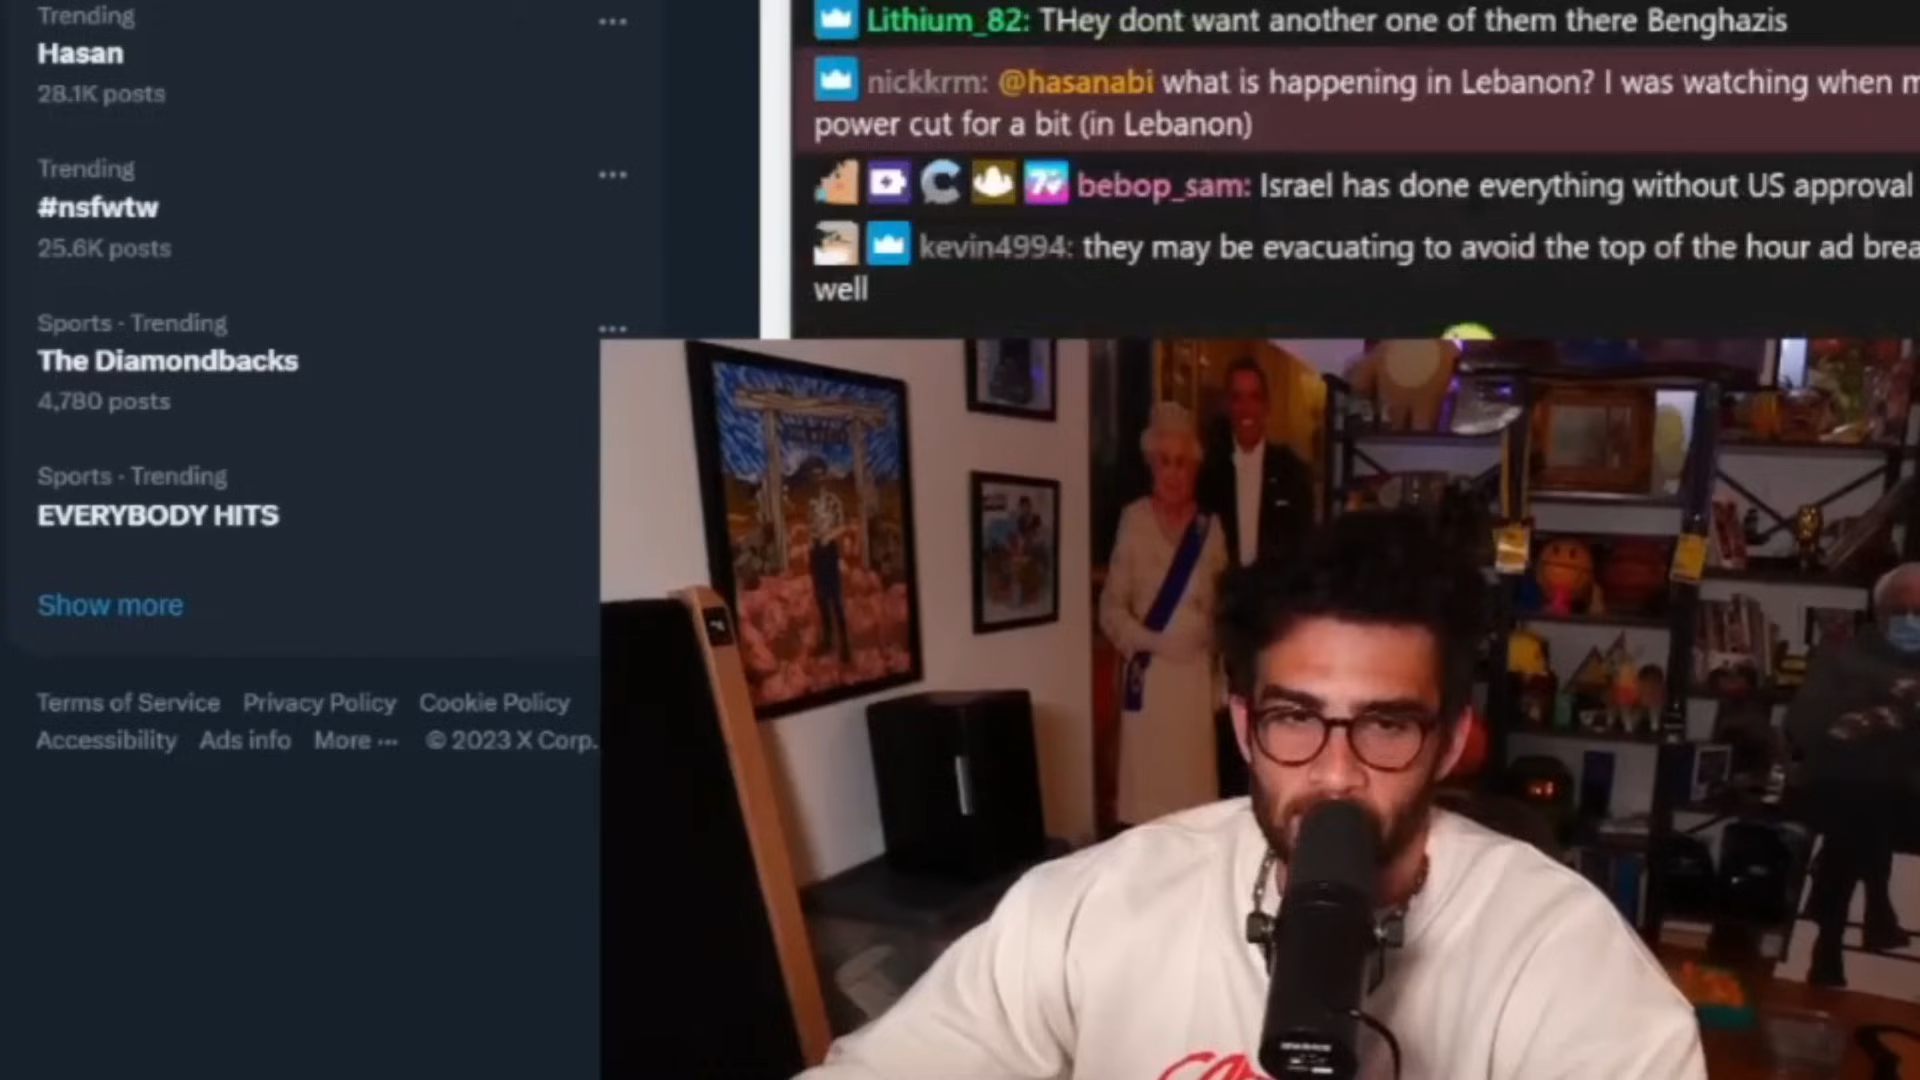 Trending
Hasan
28.1K posts
Trending
#nsfwtw
25.6K posts
Sports · Trending
The Diamondbacks
4,780 posts
Sports · Trending
EVERYBODY HITS
Show more
Terms of Service Privacy Policy Cookie Policy
Accessibility Ads info More ··· © 2023 X Corp.
Lithium_82: THey dont want another one of them there Benghazis
nickkrm: @hasanabi what is happening in Lebanon? I was watching when m
power cut for a bit (in Lebanon)
bebop_sam: Israel has done everything without US approval
kevin4994: they may be evacuating to avoid the top of the hour ad brea
well